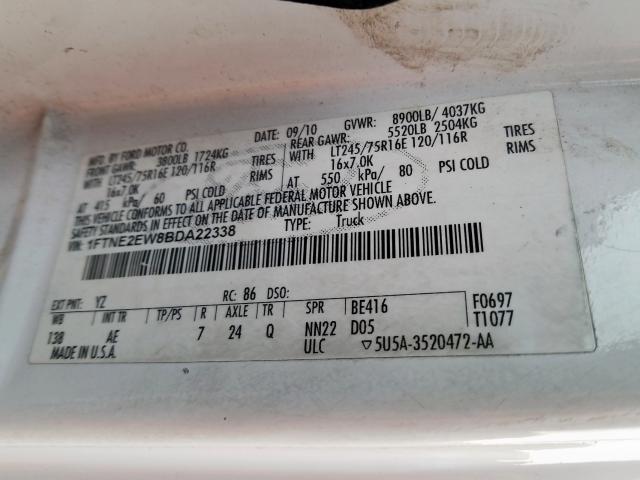 MFD. BY FORD MOTOR CO.
DATE: 09/10 GVWR: 8900LB/ 4037KG
FRONT GAWR: 3800LB 1724KG
REAR GAWR: 5520LB 2504KG
WITH LT245/75R16E 120/116R TIRES
WITH LT245/75R16E 120/116R TIRES
16x7.0K RIMS
16x7.0K RIMS
AT 415 kPa/ 60 PSI COLD
AT 550 kPa/ 80 PSI COLD
THIS VEHICLE CONFORMS TO ALL APPLICABLE FEDERAL MOTOR VEHICLE
SAFETY STANDARDS IN EFFECT ON THE DATE OF MANUFACTURE SHOWN ABOVE.
VIN: 1FTNE2EW8BDA22338
TYPE: Truck
EXT PNT: YZ RC: 86 DSO:
WB INT TR TP/PS R AXLE TR SPR BE416 F0697
138 AE 7 24 Q NN22 D05 T1077
MADE IN U.S.A. ULC ▽5U5A-3520472-AA